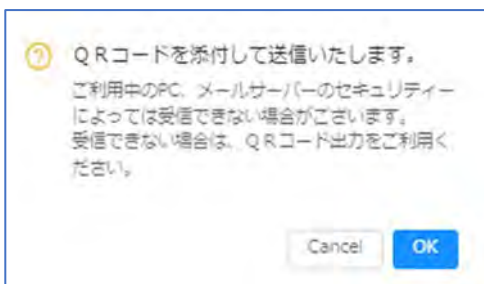 ＱＲコードを添付して送信いたします。
ご利用中のPC、メールサーバーのセキュリティー
によっては受信できない場合がございます。
受信できない場合は、ＱＲコード出力をご利用く
ださい。
Cancel
OK